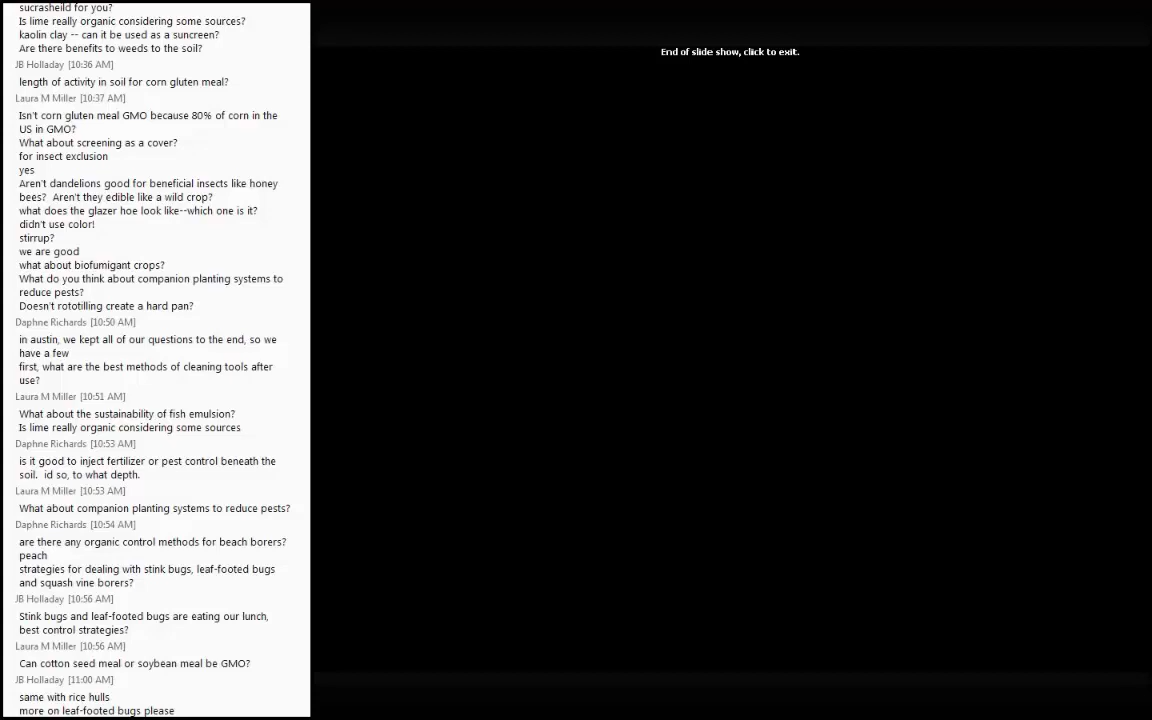 sucrasheild for you?
Is lime really organic considering some sources?
kaolin clay -- can it be used as a suncreen?
Are there benefits to weeds to the soil?
JB Holladay [10:36 AM]
length of activity in soil for corn gluten meal?
Laura M Miller [10:37 AM]
Isn't corn gluten meal GMO because 80% of corn in the
US in GMO?
What about screening as a cover?
for insect exclusion
yes
Aren't dandelions good for beneficial insects like honey
bees?  Aren't they edible like a wild crop?
what does the glazer hoe look like--which one is it?
didn't use color!
stirrup?
we are good
what about biofumigant crops?
What do you think about companion planting systems to
reduce pests?
Doesn't rototilling create a hard pan?
Daphne Richards [10:50 AM]
in austin, we kept all of our questions to the end, so we
have a few
first, what are the best methods of cleaning tools after
use?
Laura M Miller [10:51 AM]
What about the sustainability of fish emulsion?
Is lime really organic considering some sources
Daphne Richards [10:53 AM]
is it good to inject fertilizer or pest control beneath the
soil.  id so, to what depth.
Laura M Miller [10:53 AM]
What about companion planting systems to reduce pests?
Daphne Richards [10:54 AM]
are there any organic control methods for beach borers?
peach
strategies for dealing with stink bugs, leaf-footed bugs
and squash vine borers?
JB Holladay [10:56 AM]
Stink bugs and leaf-footed bugs are eating our lunch,
best control strategies?
Laura M Miller [10:56 AM]
Can cotton seed meal or soybean meal be GMO?
JB Holladay [11:00 AM]
same with rice hulls
more on leaf-footed bugs please
End of slide show, click to exit.